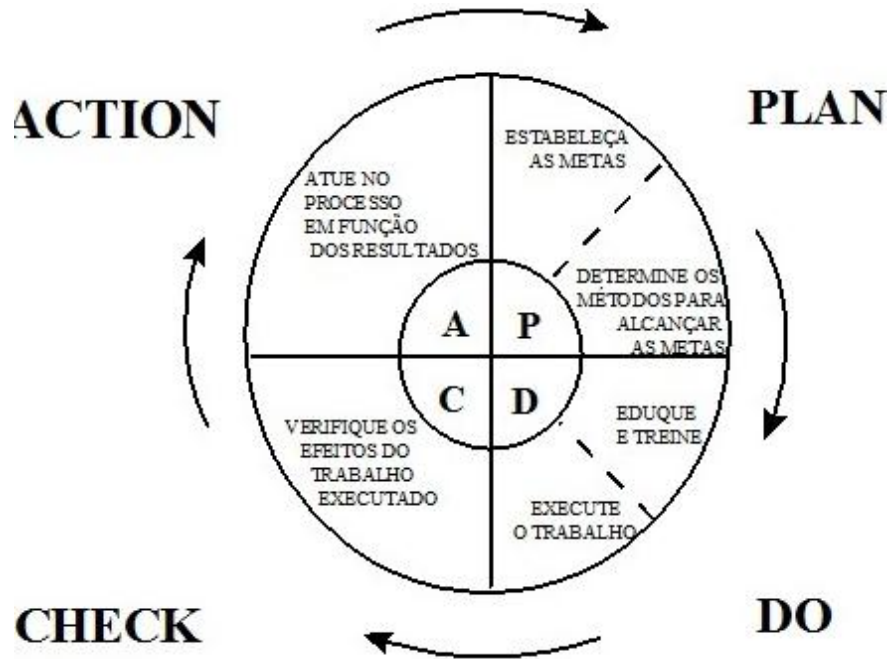 ACTION
PLAN
ESTABELEÇA
AS METAS
ATUE NO
PROCESSO
EM FUNÇÃO
DOS RESULTADOS
DETERMINE OS
MÉTODOS PARA
ALCANÇAR
AS METAS
A
P
C
D
EDUQUE
E TREINE
VERIFIQUE OS
EFEITOS DO
TRABALHO
EXECUTADO
EXECUTE
O TRABALHO
CHECK
DO